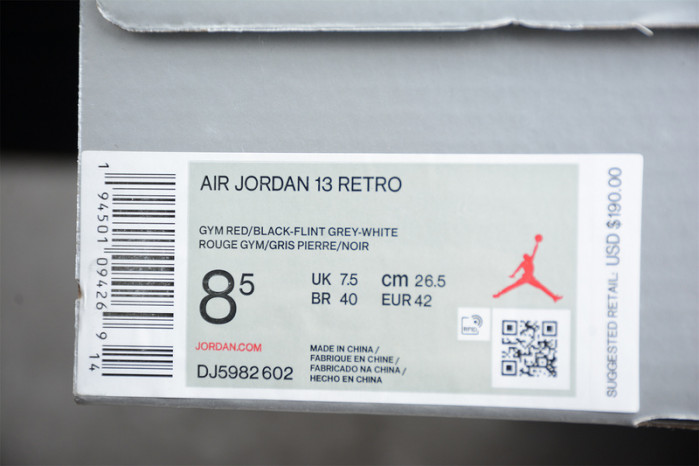 AIR JORDAN 13 RETRO
GYM RED/BLACK-FLINT GREY-WHITE
ROUGE GYM/GRIS PIERRE/NOIR
8⁵
UK 7.5
cm 26.5
BR 40
EUR 42
JORDAN.COM
DJ5982 602
MADE IN CHINA /
FABRIQUE EN CHINE /
FABRICADO NA CHINA /
HECHO EN CHINA
RFID
1 94501 09426 9 14
SUGGESTED RETAIL: USD $190.00